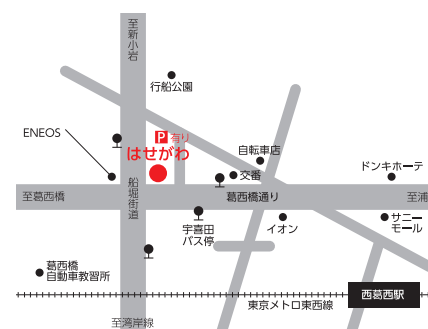 至新小岩
行船公園
ENEOS
P 有り
はせがわ
自転車店
交番
ドンキホーテ
至葛西橋
船堀街道
葛西橋通り
至浦
宇喜田
バス停
イオン
サニー
モール
葛西橋
自動車教習所
西葛西駅
東京メトロ東西線
至湾岸線